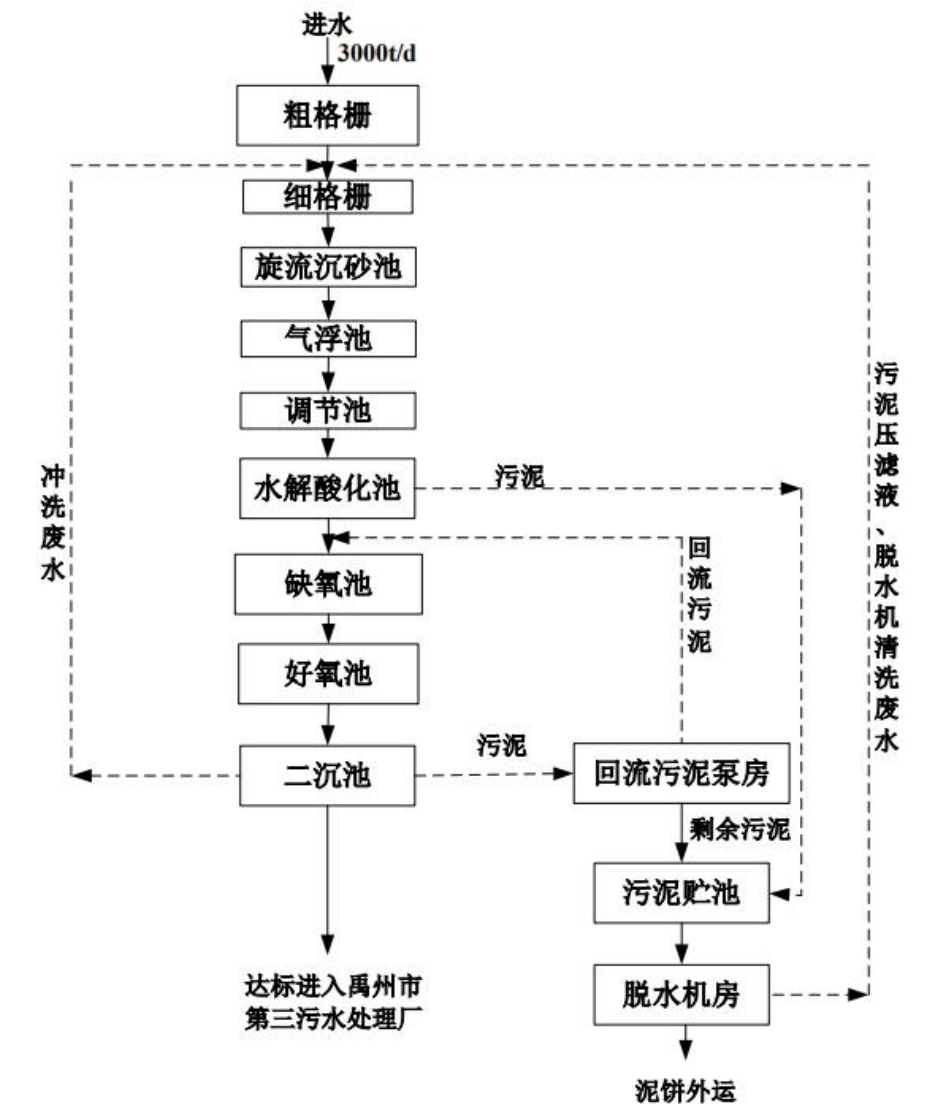 进水
3000t/d
粗格栅
细格栅
旋流沉砂池
气浮池
调节池
水解酸化池
污泥
回流污泥
缺氧池
好氧池
冲洗废水
污泥压滤液、脱水机清洗废水
二沉池
污泥
回流污泥泵房
剩余污泥
污泥贮池
脱水机房
达标进入禹州市
第三污水处理厂
泥饼外运